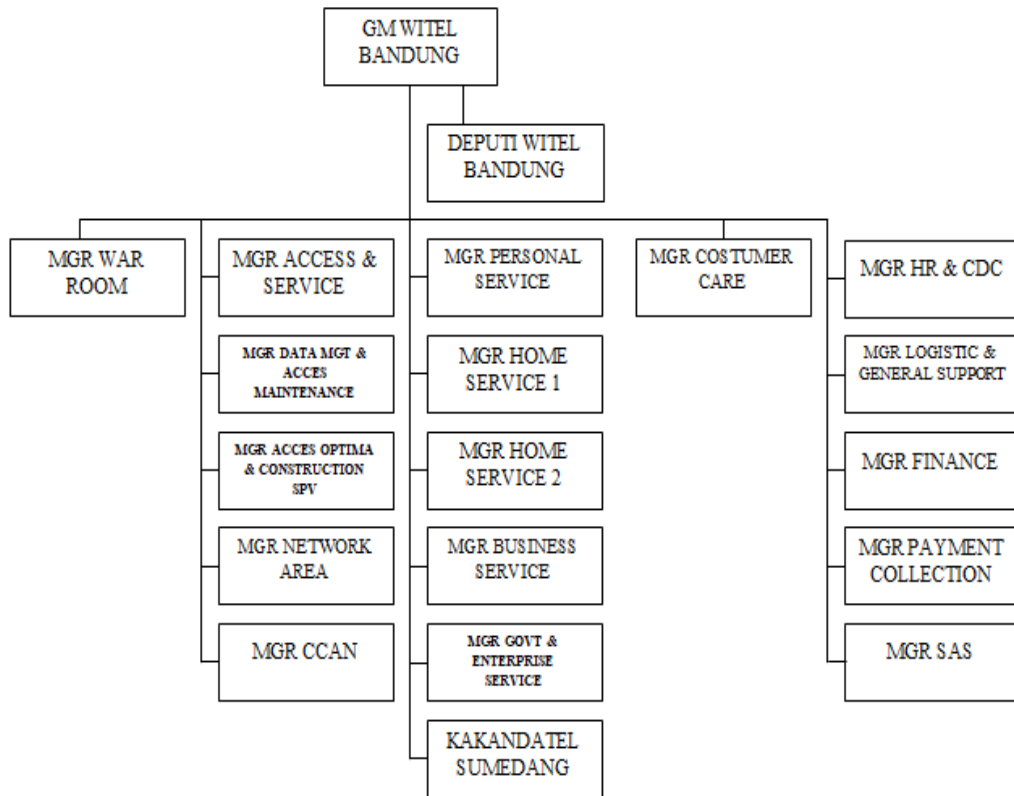 GM WITEL
BANDUNG
DEPUTI WITEL
BANDUNG
MGR WAR
ROOM
MGR ACCESS &
SERVICE
MGR PERSONAL
SERVICE
MGR COSTUMER
CARE
MGR HR & CDC
MGR DATA MGT &
ACCES
MAINTENANCE
MGR HOME
SERVICE 1
MGR LOGISTIC &
GENERAL SUPPORT
MGR ACCES OPTIMA
& CONSTRUCTION
SPV
MGR HOME
SERVICE 2
MGR FINANCE
MGR NETWORK
AREA
MGR BUSINESS
SERVICE
MGR PAYMENT
COLLECTION
MGR CCAN
MGR GOVT &
ENTERPRISE
SERVICE
MGR SAS
KAKANDATEL
SUMEDANG